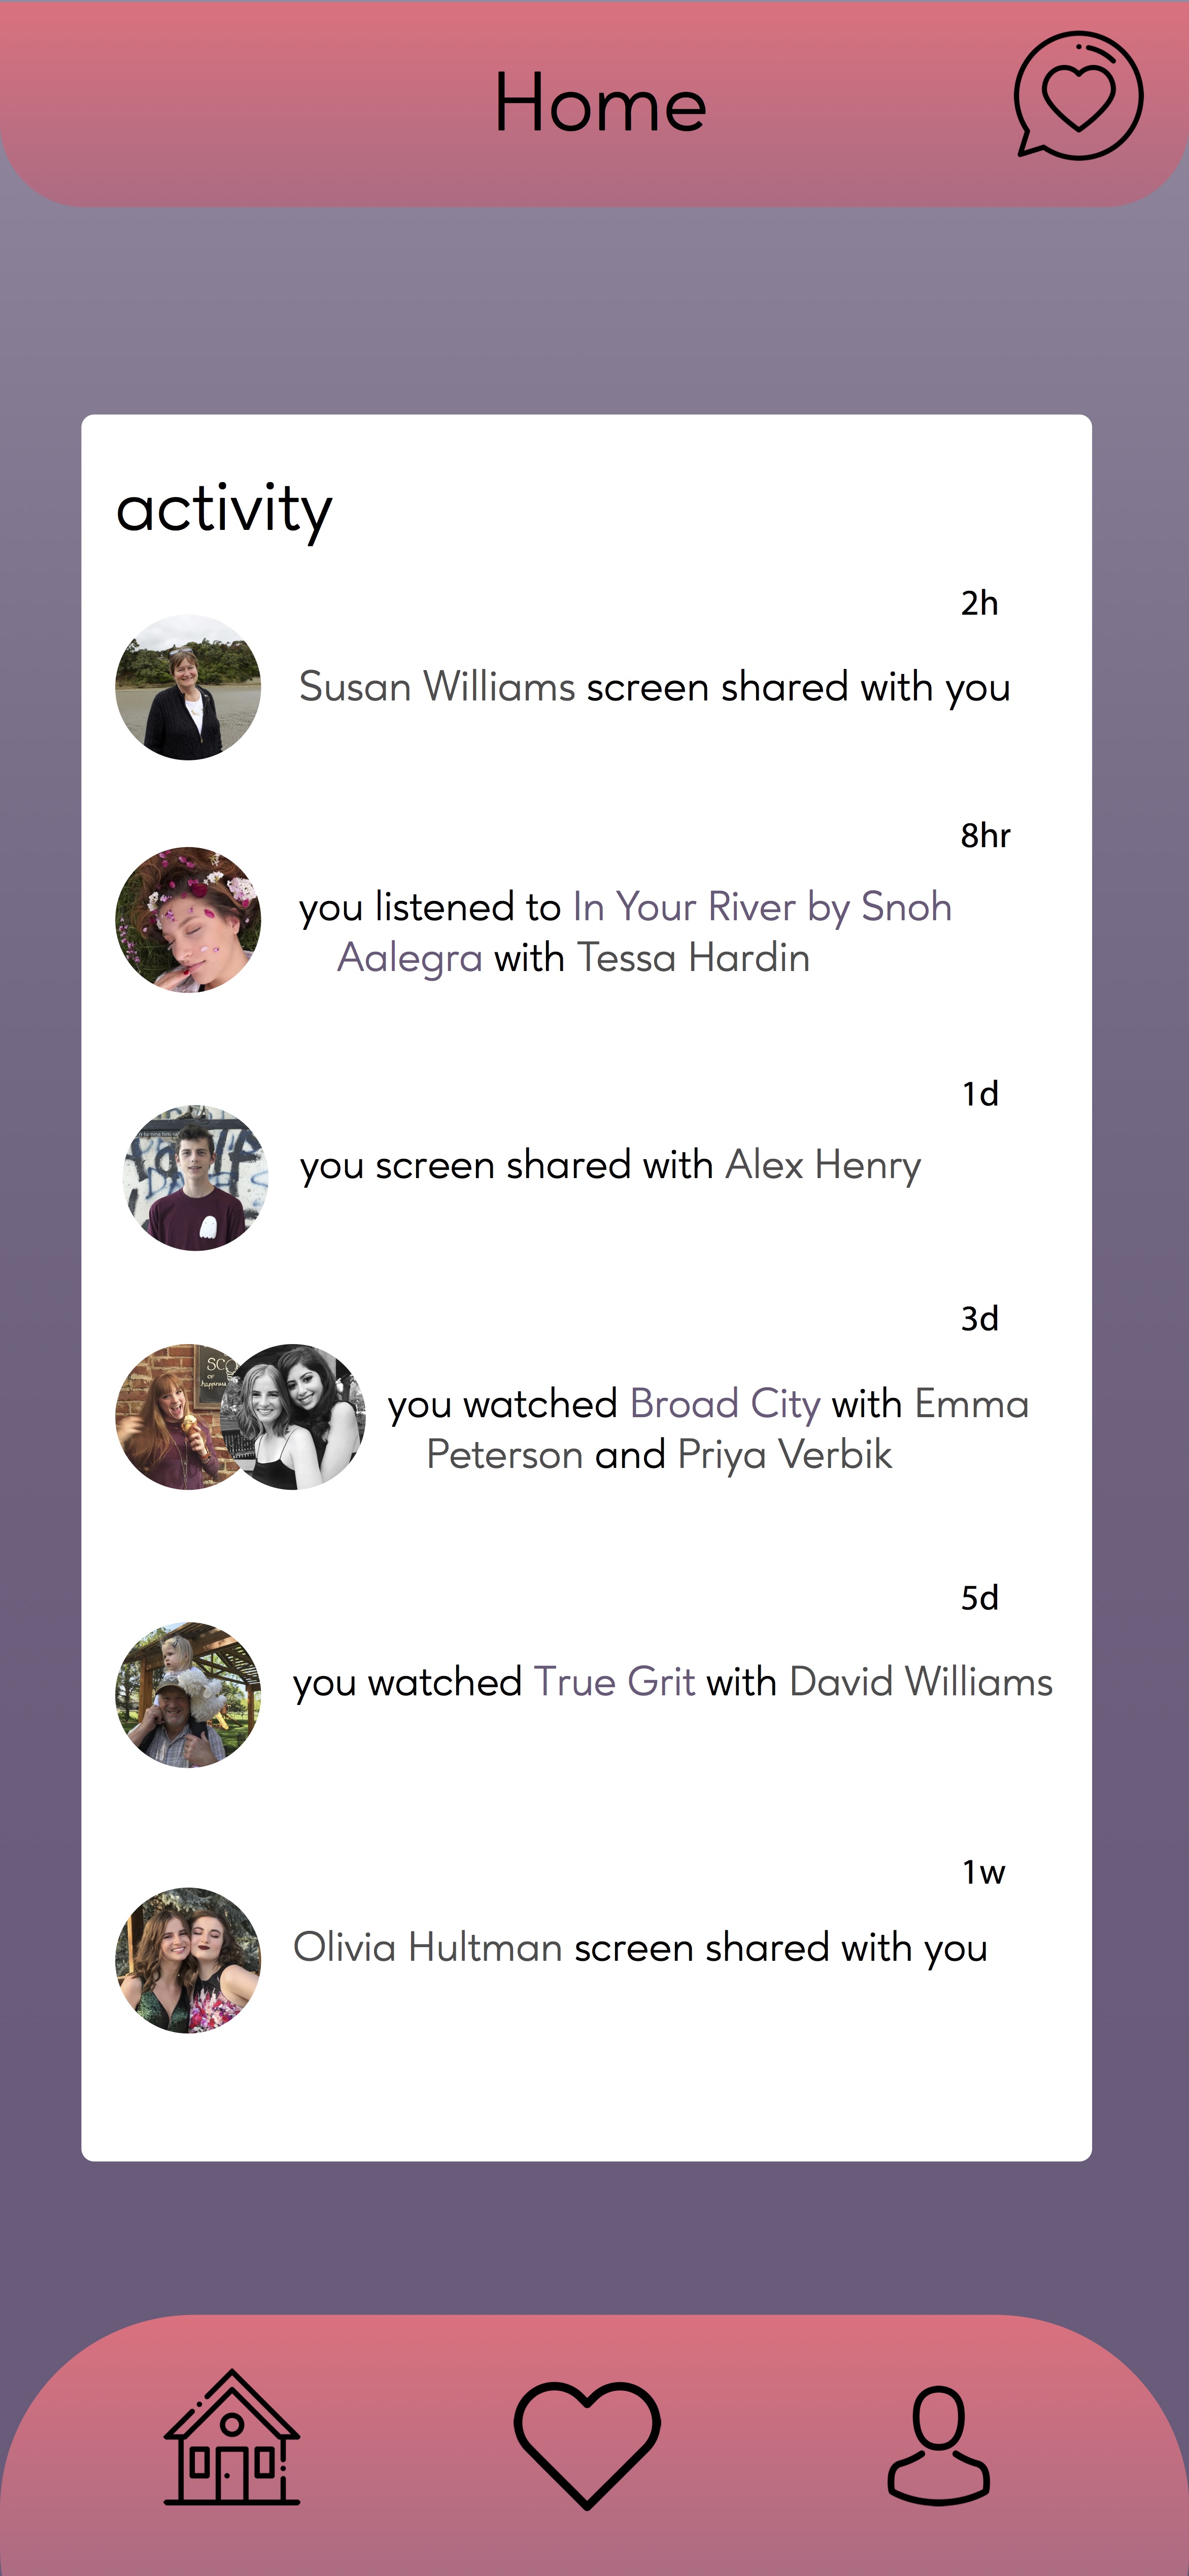 Home
activity
2h
Susan Williams screen shared with you
8hr
you listened to In Your River by Snoh
Aalegra with Tessa Hardin
1d
you screen shared with Alex Henry
3d
you watched Broad City with Emma
Peterson and Priya Verbik
5d
you watched True Grit with David Williams
1w
Olivia Hultman screen shared with you